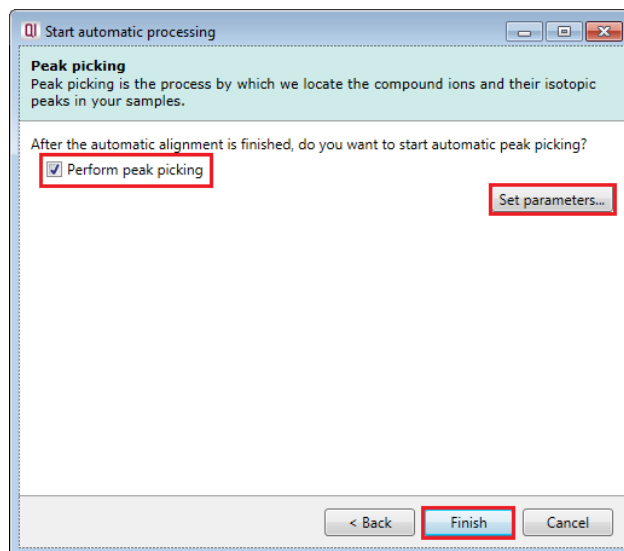 QI Start automatic processing
Peak picking
Peak picking is the process by which we locate the compound ions and their isotopic
peaks in your samples.
After the automatic alignment is finished, do you want to start automatic peak picking?
Perform peak picking
Set parameters...
< Back Finish Cancel